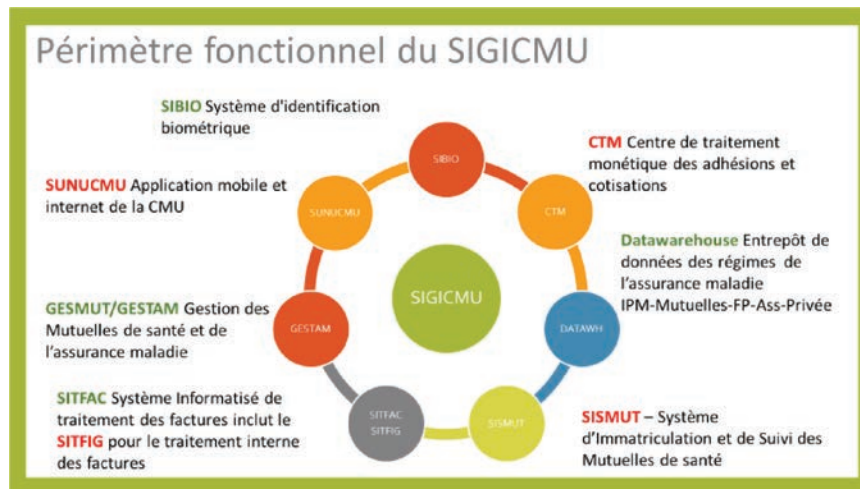 Périmètre fonctionnel du SIGICMU
SIBIO Système d'identification
biométrique
SUNUCMU Application mobile et
internet de la CMU
GESMUT/GESTAM Gestion des
Mutuelles de santé et de
l'assurance maladie
SITFAC Système Informatisé de
traitement des factures inclut le
SITFIG pour le traitement interne
des factures
SIBIO
SUNUCMU
CTM
SIGICMU
GESTAM
DATAWH
SITFAC
SITFIG
SISMUT
CTM Centre de traitement
monétique des adhésions et
cotisations
Datawarehouse Entrepôt de
données des régimes de
l'assurance maladie
IPM-Mutuelles-FP-Ass-Privée
SISMUT – Système
d'Immatriculation et de Suivi des
Mutuelles de santé